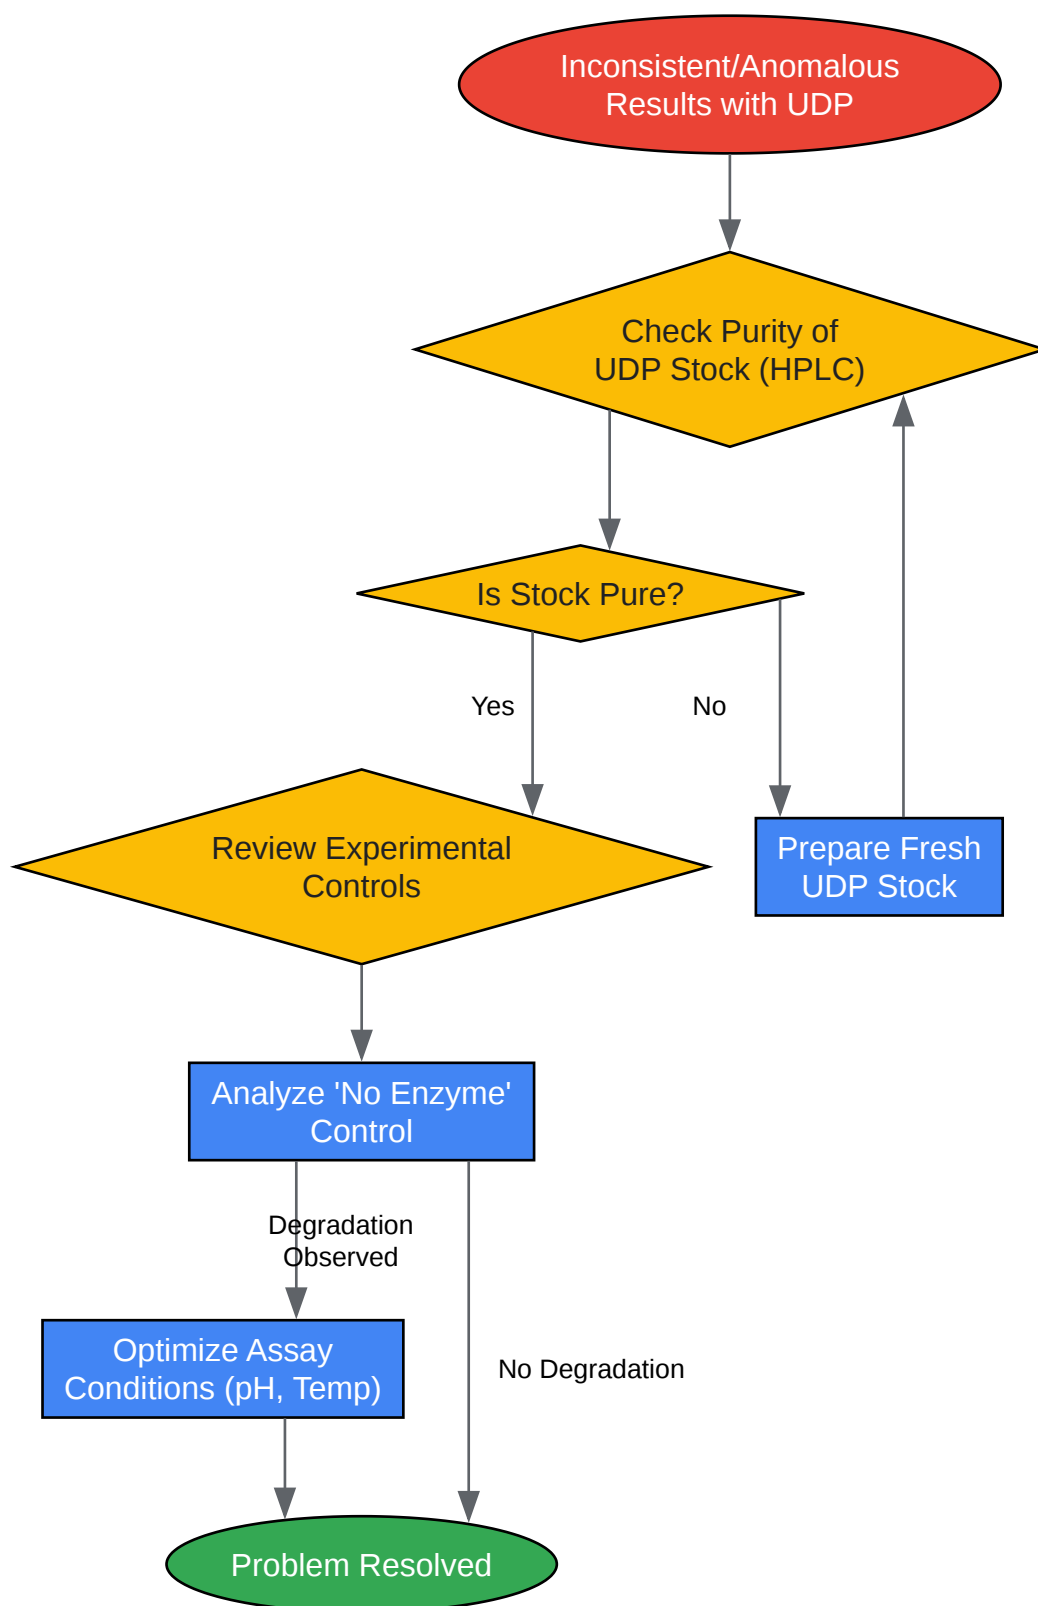 Inconsistent/Anomalous
Results with UDP
Check Purity of
UDP Stock (HPLC)
Is Stock Pure?
Yes
No
Review Experimental
Controls
Prepare Fresh
UDP Stock
Analyze 'No Enzyme'
Control
Degradation
Observed
Optimize Assay
Conditions (pH, Temp)
No Degradation
Problem Resolved